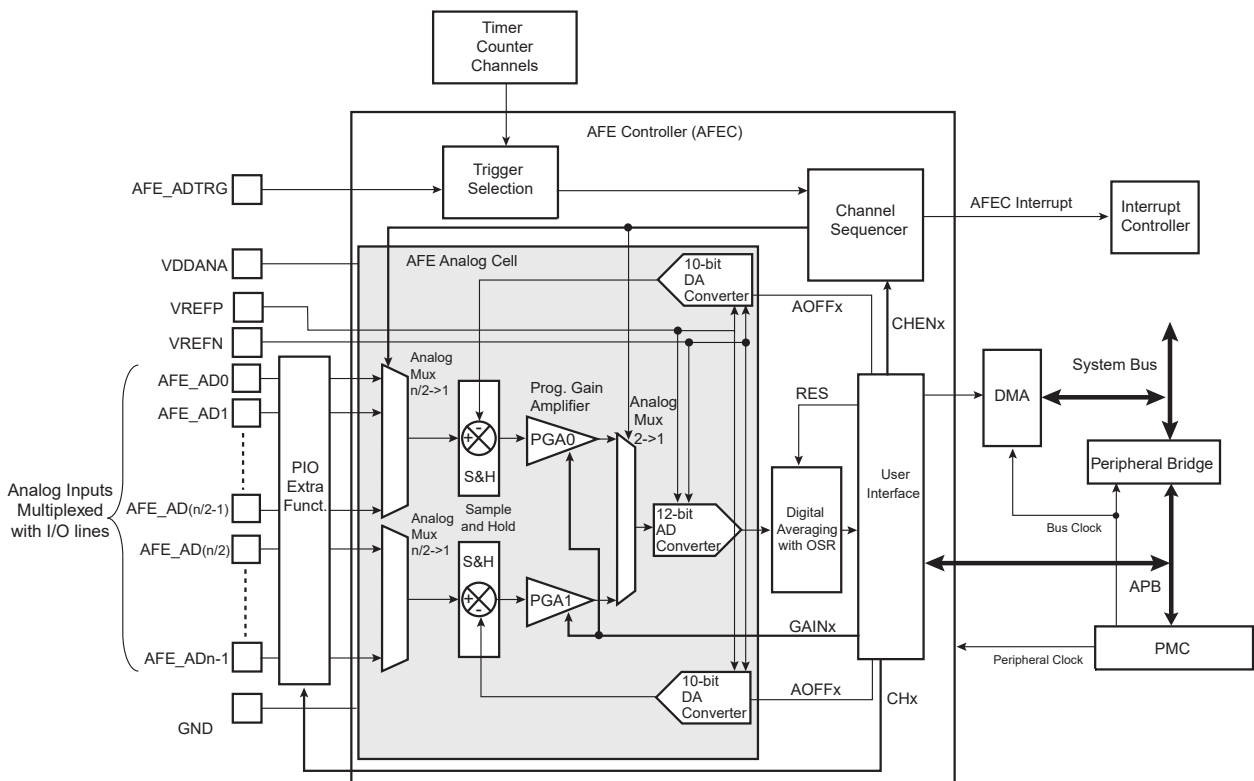 Timer
Counter
Channels
AFE Controller (AFEC)
AFE_ADTRG
Trigger
Selection
Channel
Sequencer
AFEC Interrupt
Interrupt
Controller
VDDANA
AFE Analog Cell
10-bit
DA
Converter
AOFFx
CHENx
VREFP
VREFN
AFE_AD0
AFE_AD1
AFE_AD(n/2-1)
AFE_AD(n/2)
AFE_ADn-1
GND
Analog Inputs
Multiplexed
with I/O lines
PIO
Extra
Funct.
Analog
Mux
n/2->1
S&H
Sample
and Hold
Prog. Gain
Amplifier
PGA0
Analog
Mux
2->1
Analog
Mux
n/2->1
S&H
PGA1
12-bit
AD
Converter
RES
Digital
Averaging
with OSR
User
Interface
GAINx
10-bit
DA
Converter
AOFFx
CHx
DMA
System Bus
Peripheral Bridge
Bus Clock
APB
Peripheral Clock
PMC